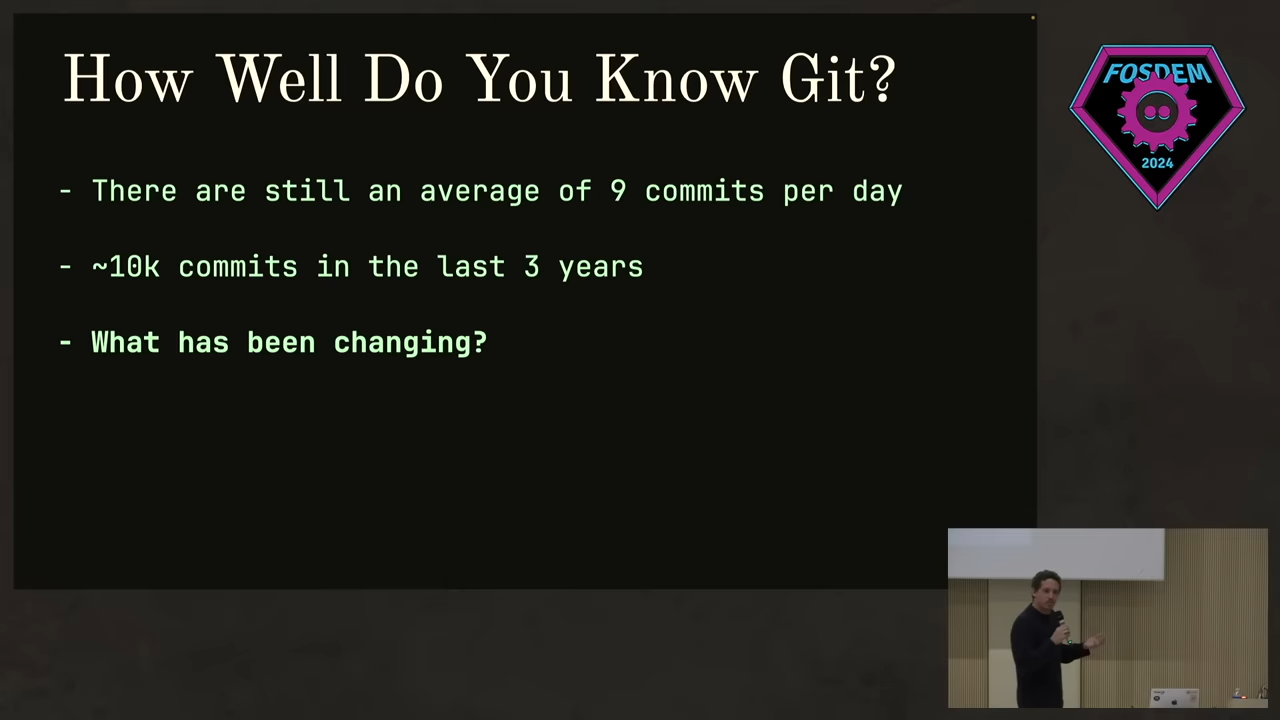 How Well Do You Know Git?
- There are still an average of 9 commits per day
- ~10k commits in the last 3 years
- What has been changing?
FOSDEM
2024